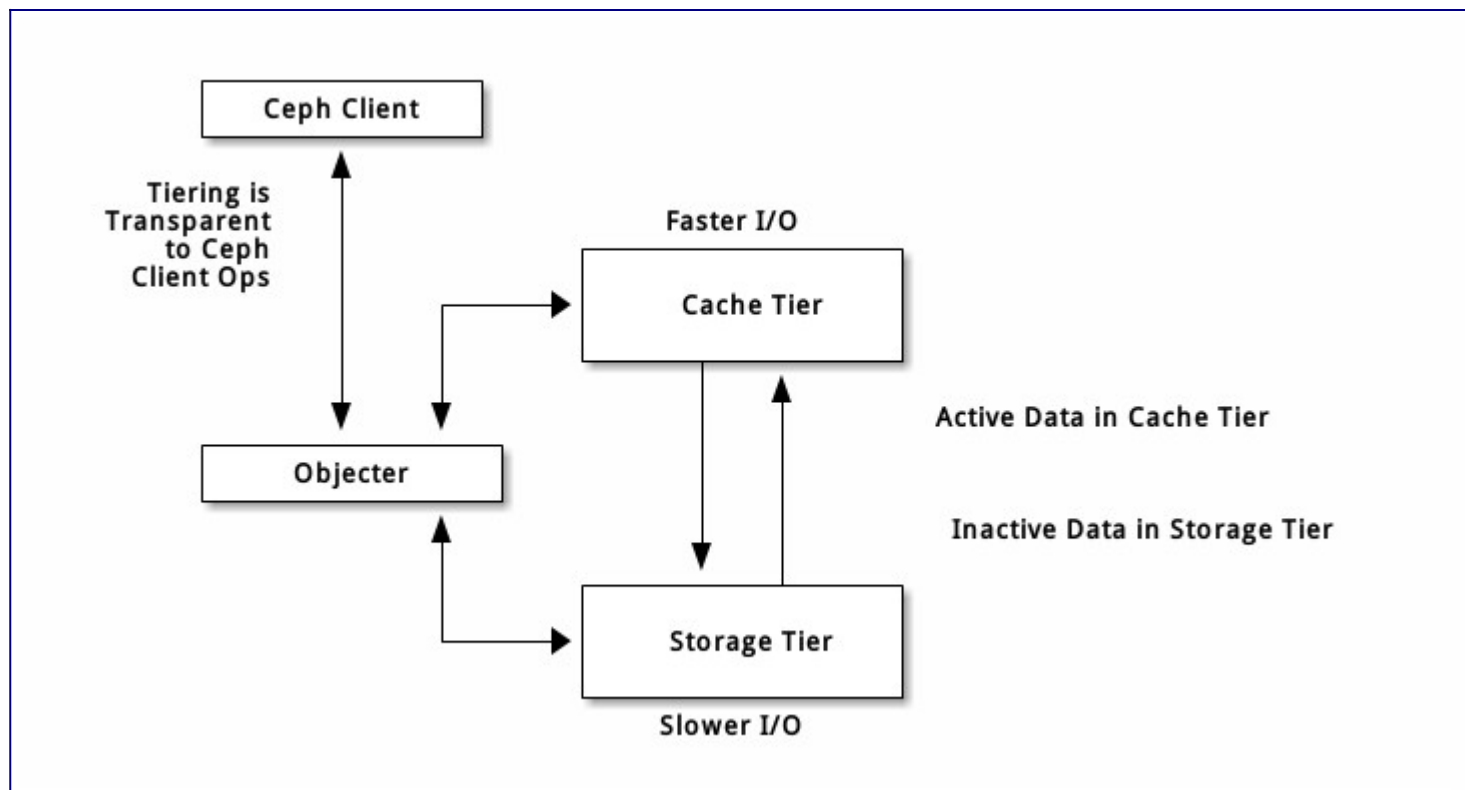 Ceph Client
Tiering is
Transparent
to Ceph
Client Ops
Faster I/O
Cache Tier
Active Data in Cache Tier
Objecter
Inactive Data in Storage Tier
Storage Tier
Slower I/O